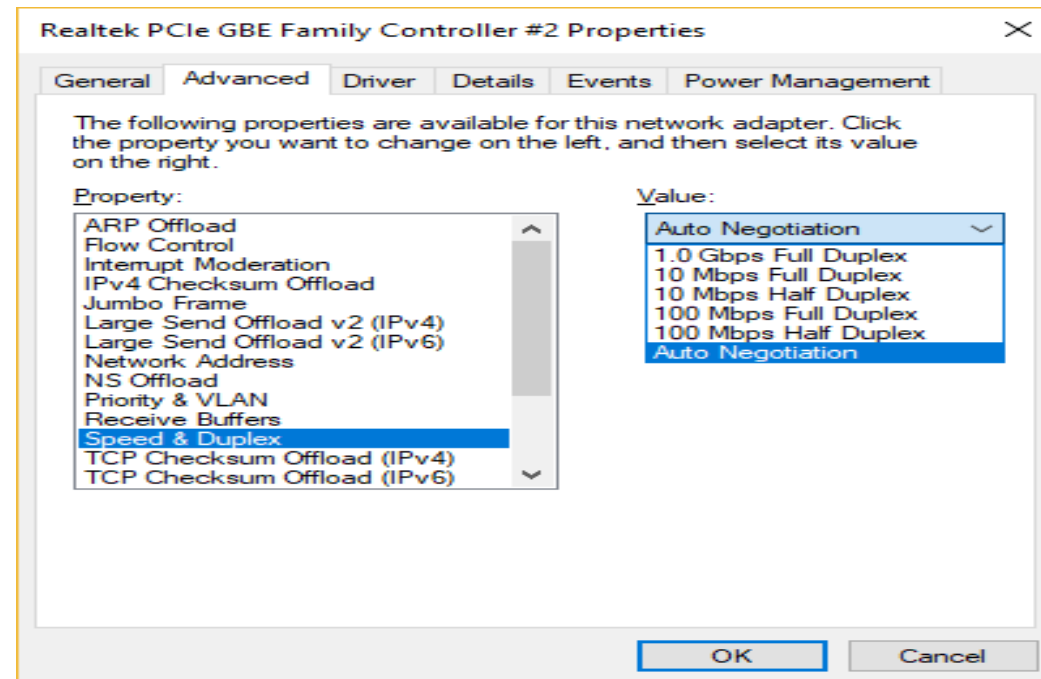 Realtek PCIe GBE Family Controller #2 Properties
General Advanced Driver Details Events Power Management
The following properties are available for this network adapter. Click
the property you want to change on the left, and then select its value
on the right.
Property:
ARP Offload
Flow Control
Interrupt Moderation
IPv4 Checksum Offload
Jumbo Frame
Large Send Offload v2 (IPv4)
Large Send Offload v2 (IPv6)
Network Address
NS Offload
Priority & VLAN
Receive Buffers
Speed & Duplex
TCP Checksum Offload (IPv4)
TCP Checksum Offload (IPv6)
Value:
Auto Negotiation
1.0 Gbps Full Duplex
10 Mbps Full Duplex
10 Mbps Half Duplex
100 Mbps Full Duplex
100 Mbps Half Duplex
Auto Negotiation
OK Cancel